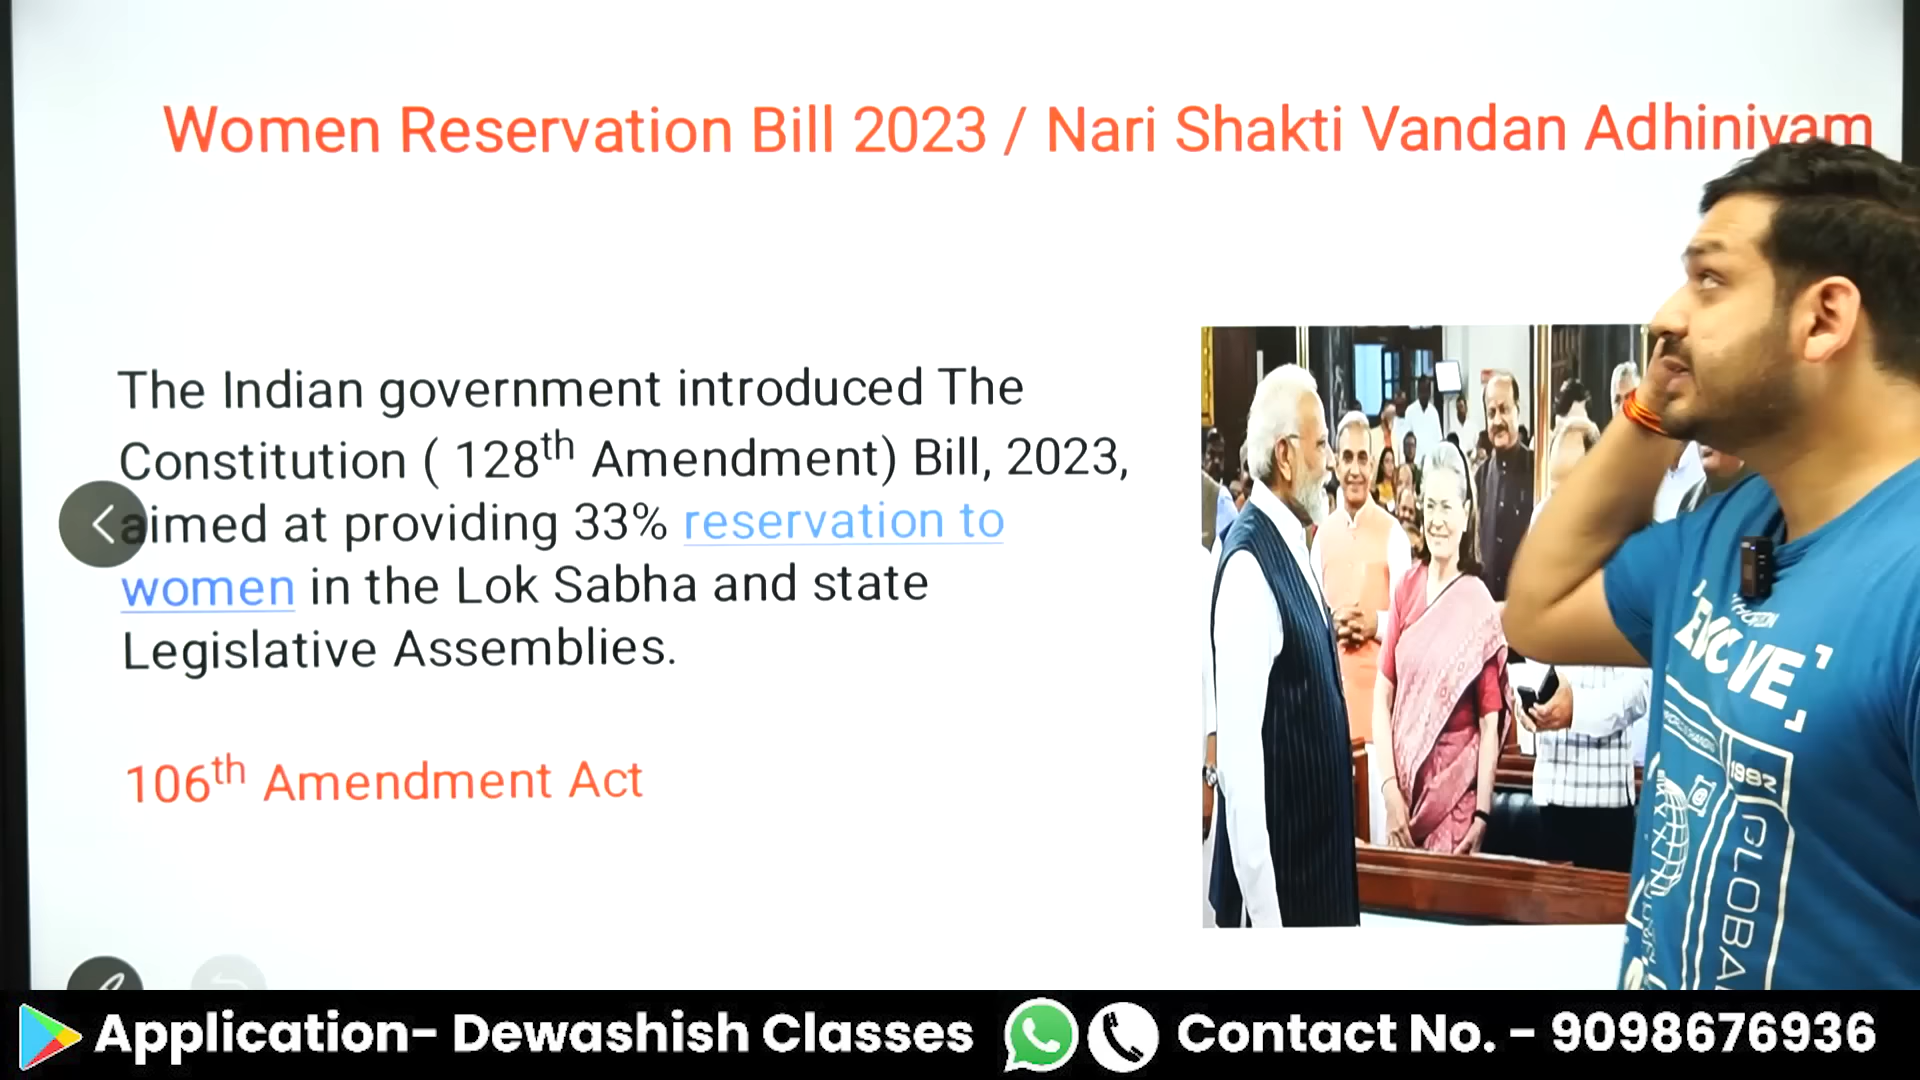 Women Reservation Bill 2023 / Nari Shakti Vandan Adhiniyam
The Indian government introduced The
Constitution ( 128th Amendment) Bill, 2023,
aimed at providing 33% reservation to
women in the Lok Sabha and state
Legislative Assemblies.
106th Amendment Act
1992
GLOBAL
Application- Dewashish Classes
Contact No. - 9098676936